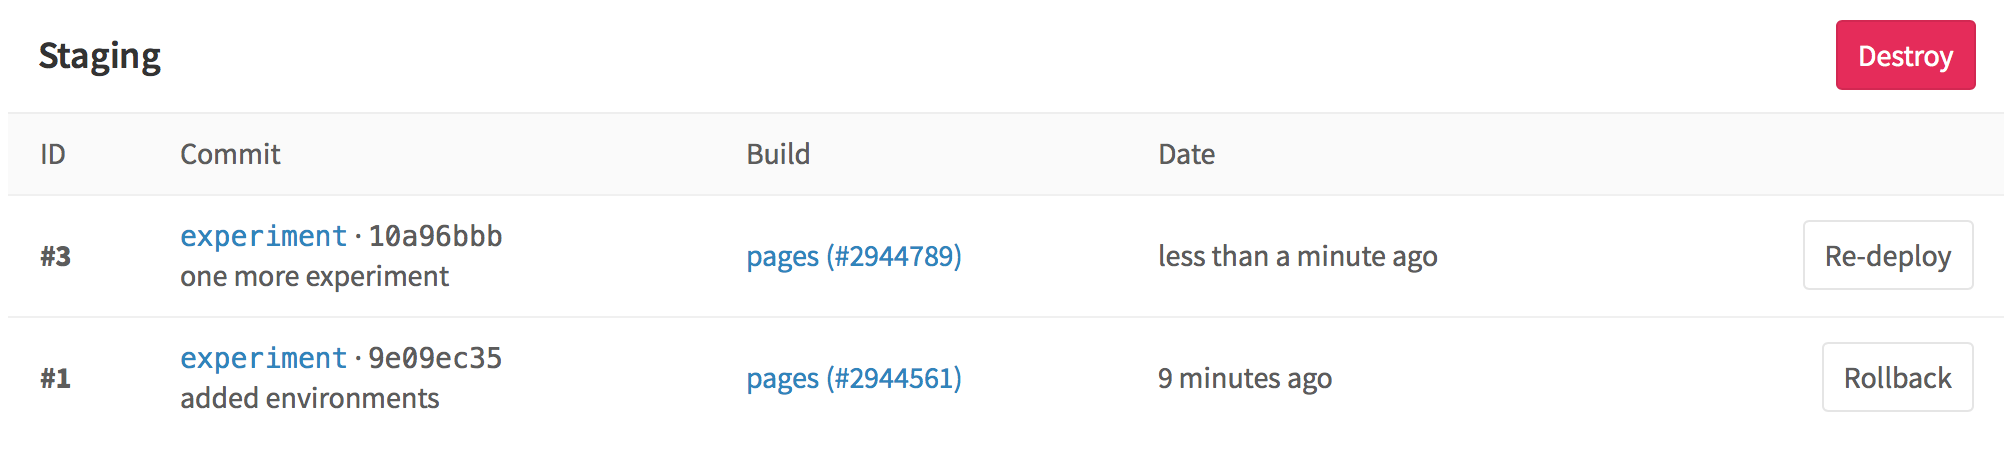 Staging
Destroy
ID Commit Build Date
#3 experiment · 10a96bbb one more experiment pages (#2944789) less than a minute ago Re-deploy
#1 experiment · 9e09ec35 added environments pages (#2944561) 9 minutes ago Rollback